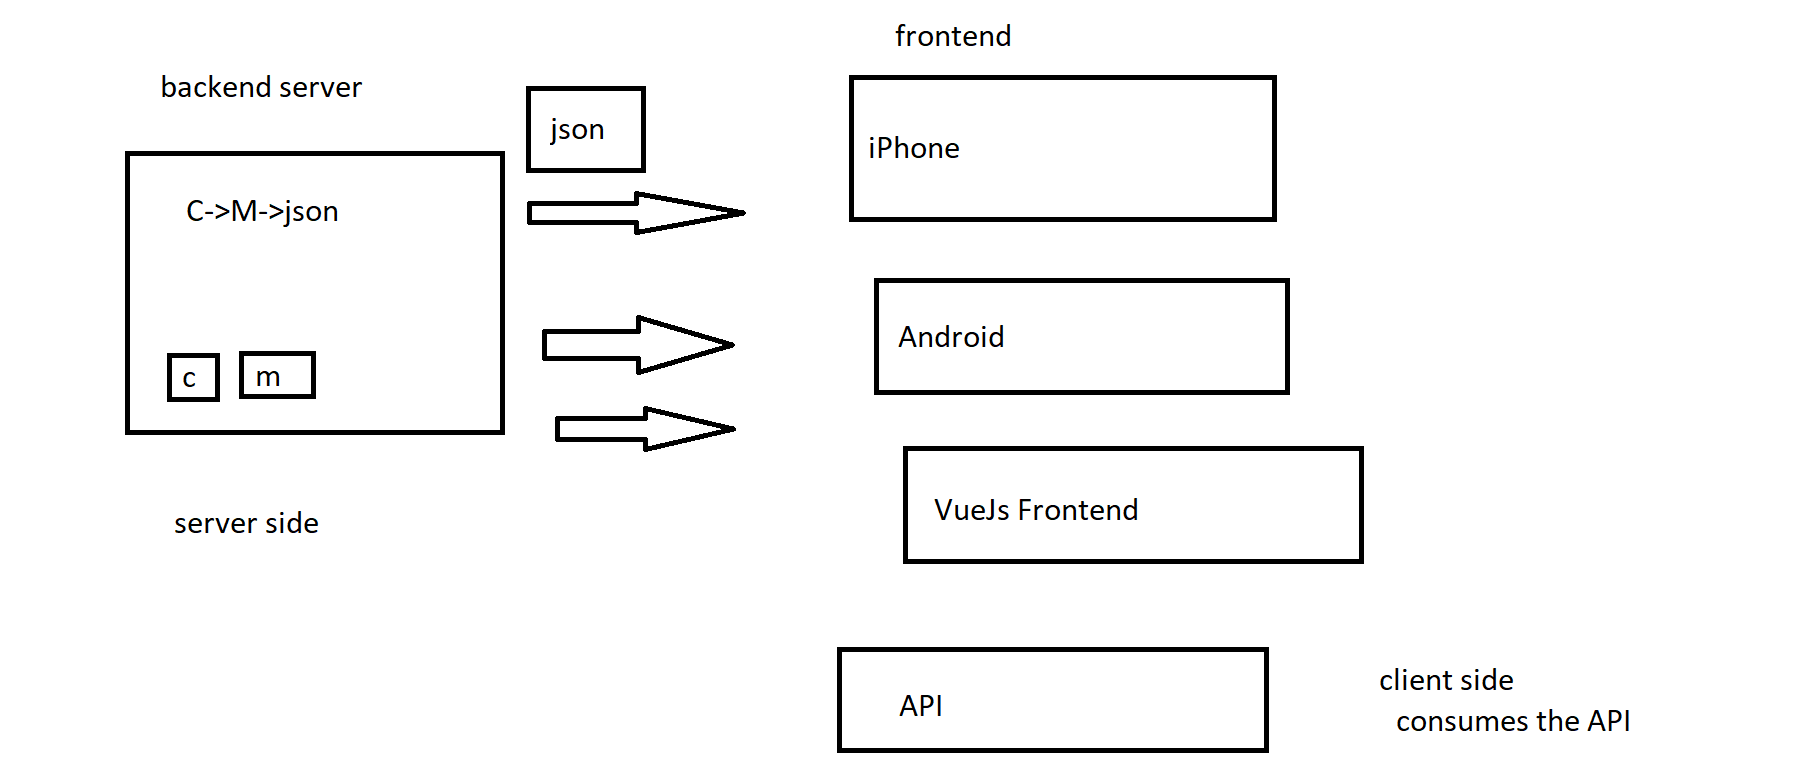 frontend
backend server
json
iPhone
C->M->json
Android
c
m
VueJs Frontend
server side
API
client side
consumes the API